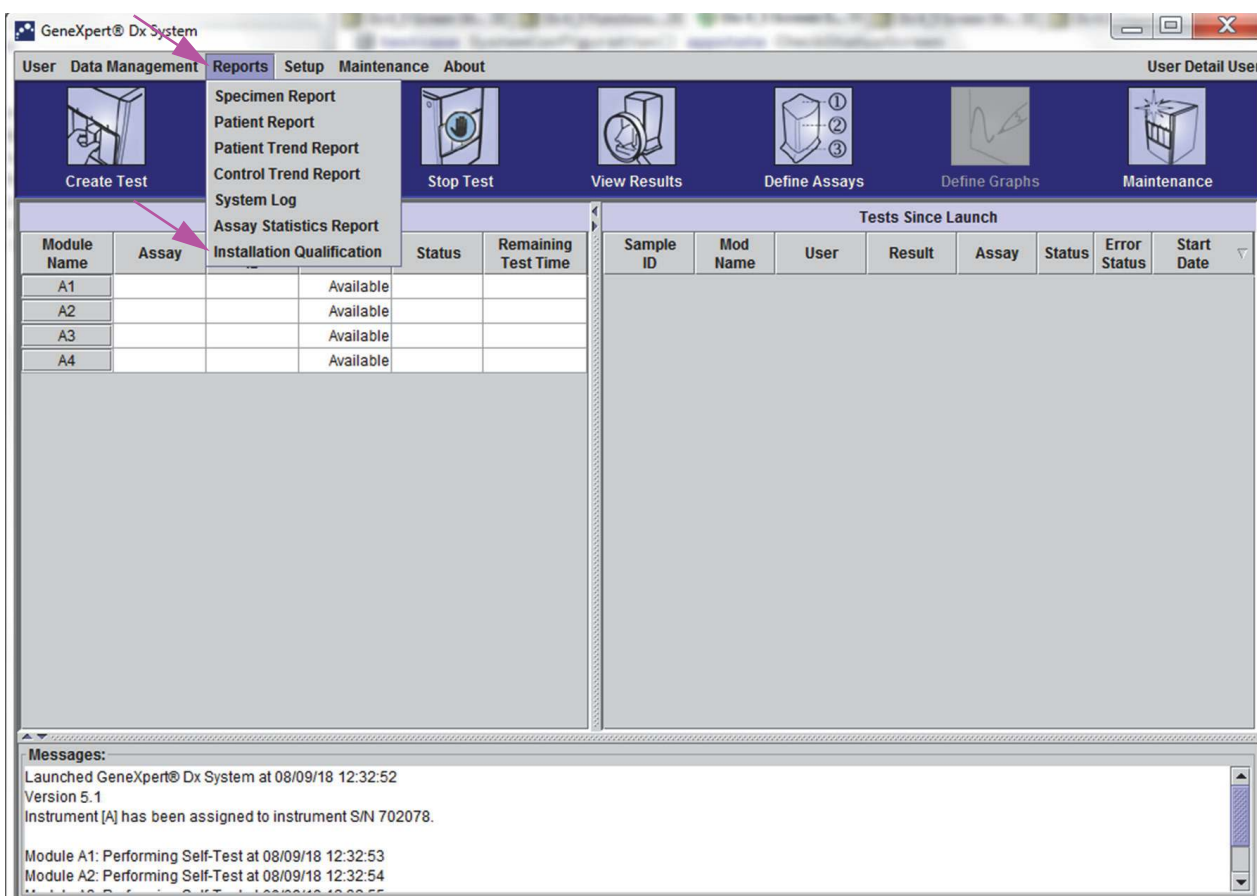 GeneXpert® Dx System
User Data Management Reports Setup Maintenance About User Detail User
Specimen Report
Patient Report
Patient Trend Report
Control Trend Report
System Log
Assay Statistics Report
Installation Qualification
Create Test Stop Test View Results Define Assays Define Graphs Maintenance
①
②
③
Module Name Assay Status Remaining Test Time
A1 Available
A2 Available
A3 Available
A4 Available
Tests Since Launch
Sample ID Mod Name User Result Assay Status Error Status Start Date
Messages:
Launched GeneXpert® Dx System at 08/09/18 12:32:52
Version 5.1
Instrument [A] has been assigned to instrument S/N 702078.
Module A1: Performing Self-Test at 08/09/18 12:32:53
Module A2: Performing Self-Test at 08/09/18 12:32:54